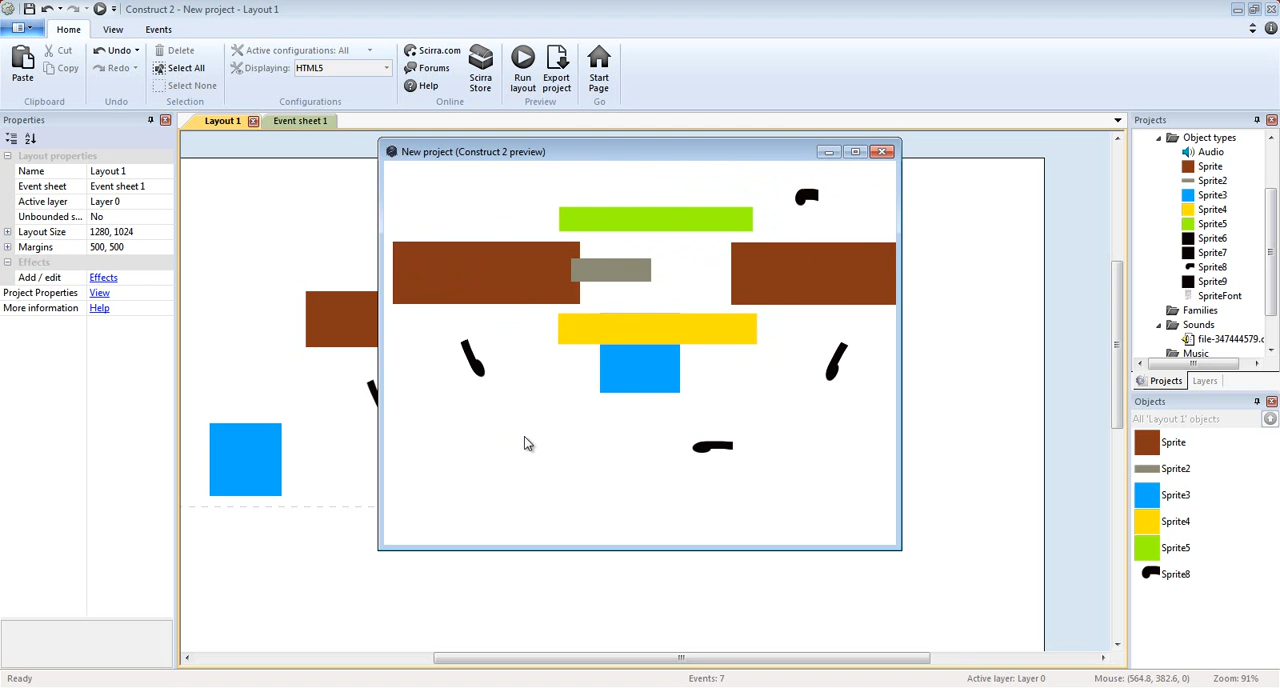 Construct 2 - New project - Layout 1
Home View Events
Paste
Cut
Copy
Clipboard
Undo
Redo
Undo
Delete
Select All
Select None
Selection
Active configurations: All
Displaying: HTML5
Configurations
Scirra.com
Forums
Help
Scirra
Store
Online
Run
layout
Export
project
Preview
Start
Page
Go
Properties
Layout 1
Event sheet 1
Projects
Layout properties
Name Layout 1
Event sheet Event sheet 1
Active layer Layer 0
Unbounded s... No
Layout Size 1280, 1024
Margins 500, 500
Effects
Add / edit Effects
Project Properties View
More information Help
New project (Construct 2 preview)
Object types
Audio
Sprite
Sprite2
Sprite3
Sprite4
Sprite5
Sprite6
Sprite7
Sprite8
Sprite9
SpriteFont
Families
Sounds
file-347444579.o
Music
Projects Layers
Objects
All 'Layout 1' objects
Sprite
Sprite2
Sprite3
Sprite4
Sprite5
Sprite8
Ready
Events: 7
Active layer: Layer 0
Mouse: (564.8, 382.6, 0)
Zoom: 91%